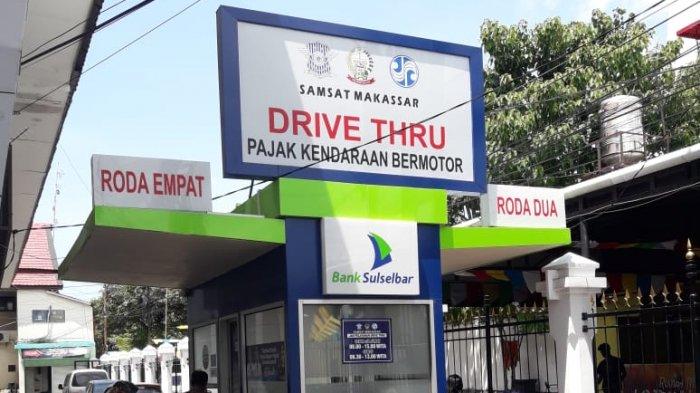 SAMSAT MAKASSAR
DRIVE THRU
PAJAK KENDARAAN BERMOTOR
RODA EMPAT
RODA DUA
Bank Sulselbar